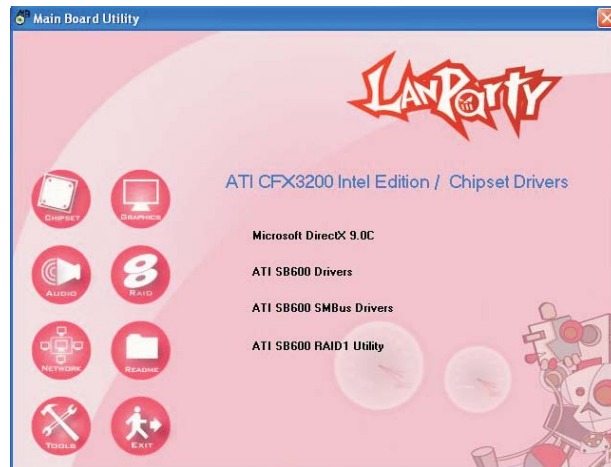 Main Board Utility
LANPARTY
ATI CFX3200 Intel Edition / Chipset Drivers
CHIPSET
GRAPHICS
Microsoft DirectX 9.0C
AUDIO
RAID
ATI SB600 Drivers
ATI SB600 SMBus Drivers
NETWORK
README
ATI SB600 RAID1 Utility
TOOLS
EXIT